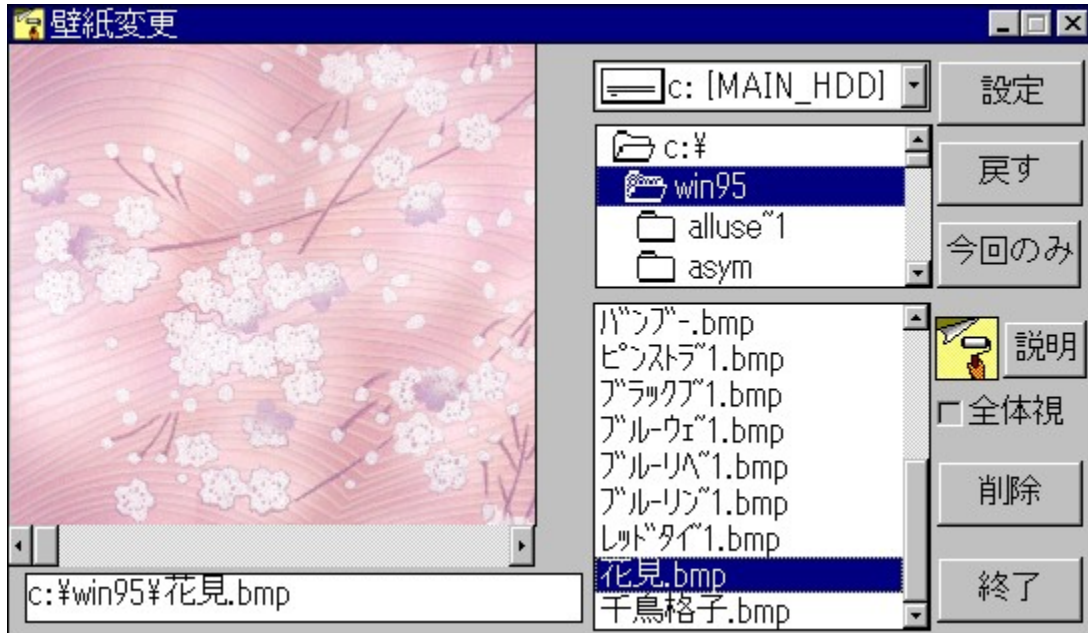 壁紙変更
c: [MAIN_HDD]
設定
c:¥
win95
alluse~1
asym
戻す
今回のみ
ﾊﾞﾝﾌﾞｰ.bmp
ﾋﾟﾝｽﾄﾗ~1.bmp
ﾌﾞﾗｯｸﾌﾞ~1.bmp
ﾌﾞﾙｰｳｪ~1.bmp
ﾌﾞﾙｰﾘﾍ~1.bmp
ﾌﾞﾙｰﾘﾝ~1.bmp
ﾚｯﾄﾞﾀｲ~1.bmp
花見.bmp
千鳥格子.bmp
説明
全体視
削除
終了
c:¥win95¥花見.bmp